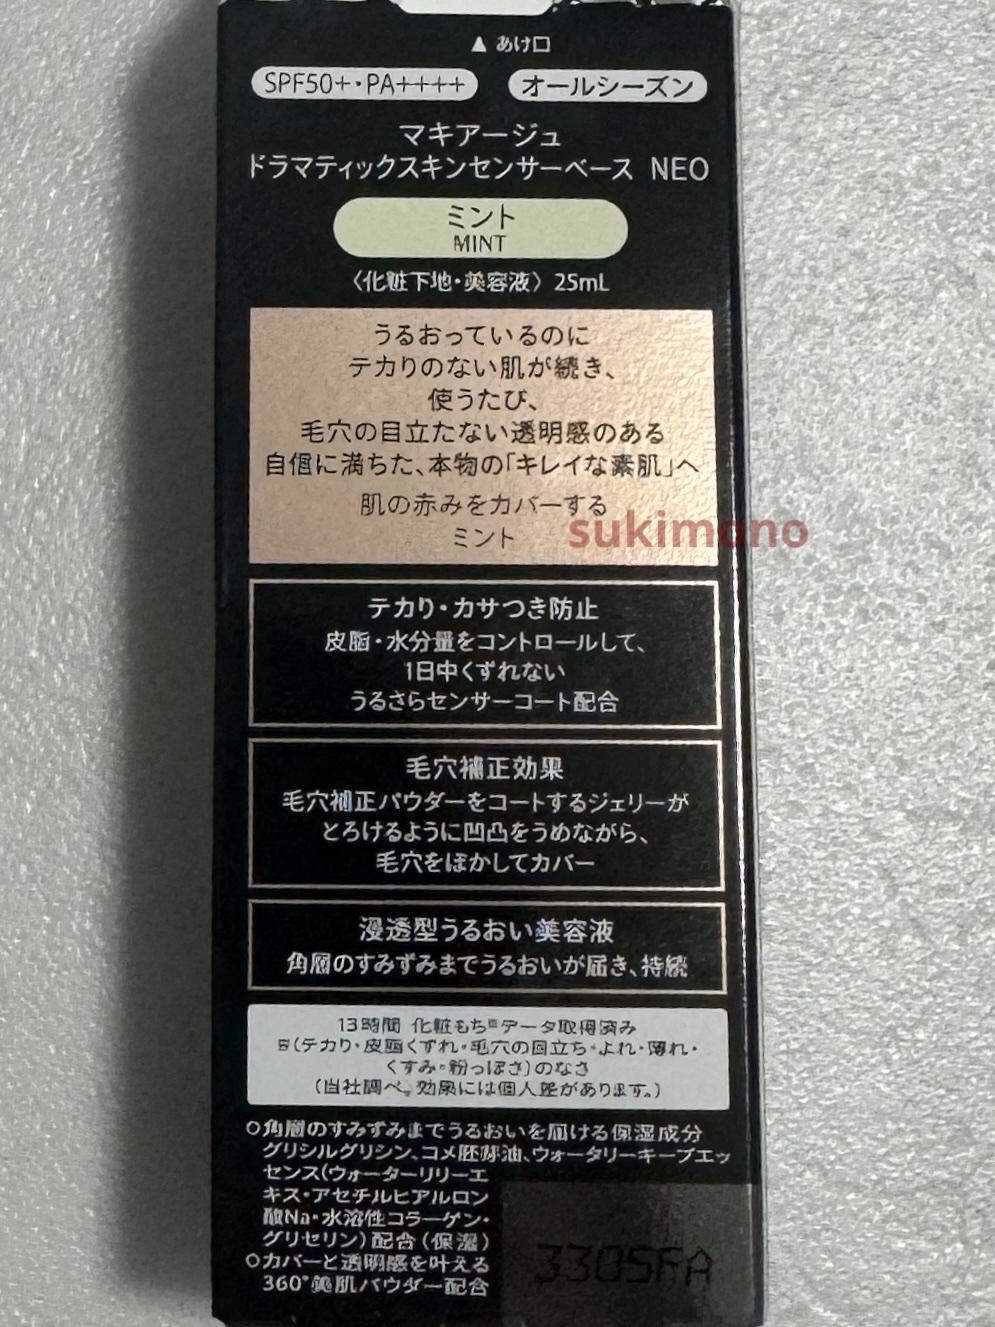 ▲ あけ口
SPF50+・PA++++ オールシーズン
マキアージュ
ドラマティックスキンセンサーベース NEO
ミント
MINT
〈化粧下地・美容液〉 25mL
うるおっているのに
テカりのない肌が続き、
使うたび、
毛穴の目立たない透明感のある
自信に満ちた、本物の「キレイな素肌」へ
肌の赤みをカバーする
ミント
sukimono
テカり・カサつき防止
皮脂・水分量をコントロールして、
1日中くずれない
うるさらセンサーコート配合
毛穴補正効果
毛穴補正パウダーをコートするジェリーが
とろけるように凹凸をうめながら、
毛穴をぼかしてカバー
浸透型うるおい美容液
角層のすみずみまでうるおいが届き、持続
13時間 化粧もち※データ取得済み
※(テカり・皮脂くずれ・毛穴の目立ち・よれ・薄れ・
くすみ・粉っぽさ)のなさ
(当社調べ。効果には個人差があります。)
○角層のすみずみまでうるおいを届ける保湿成分
グリシルグリシン、コメ胚芽油、ウォータリーキープエッ
センス(ウォーターリリーエ
キス・アセチルヒアルロン
酸Na・水溶性コラーゲン・
グリセリン)配合(保湿)
○カバーと透明感を叶える
360°美肌パウダー配合
3305FA